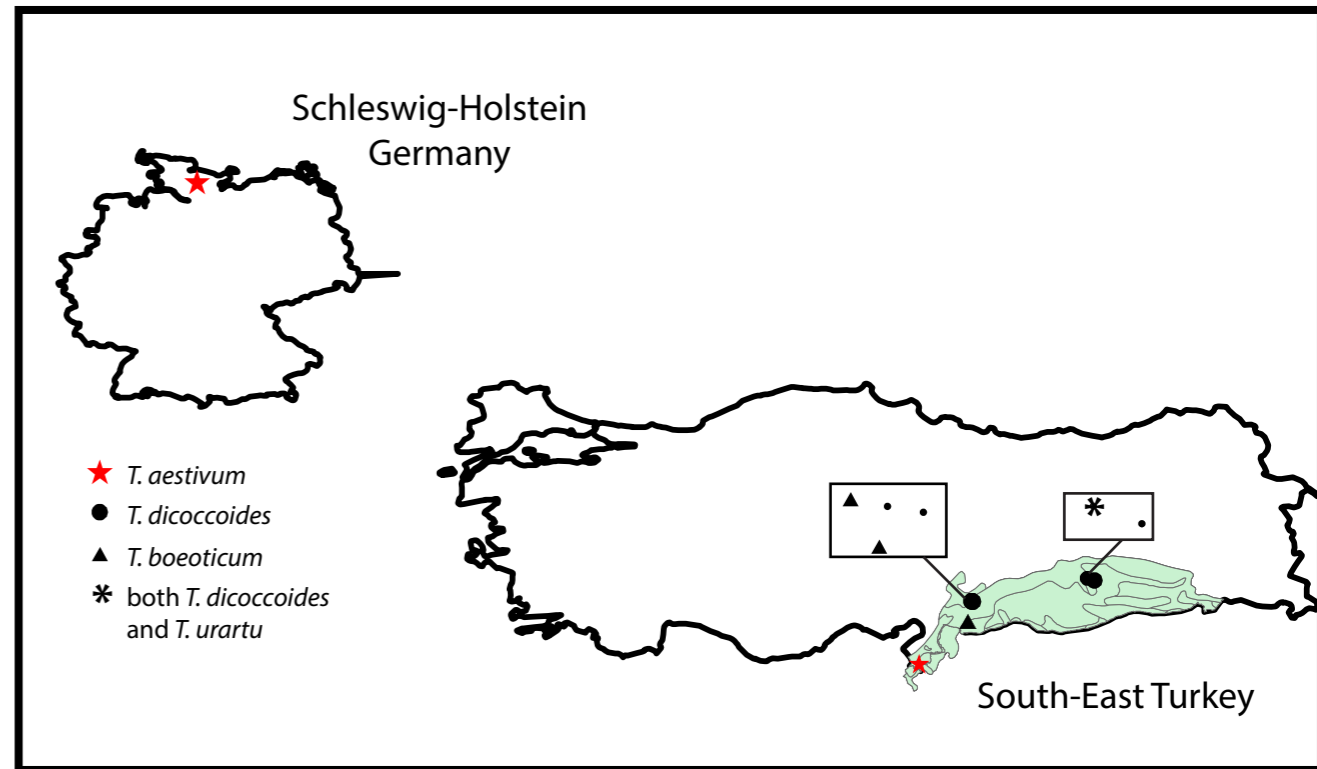 Schleswig-Holstein
Germany
T. aestivum
T. dicoccoides
T. boeoticum
both T. dicoccoides
and T. urartu
South-East Turkey